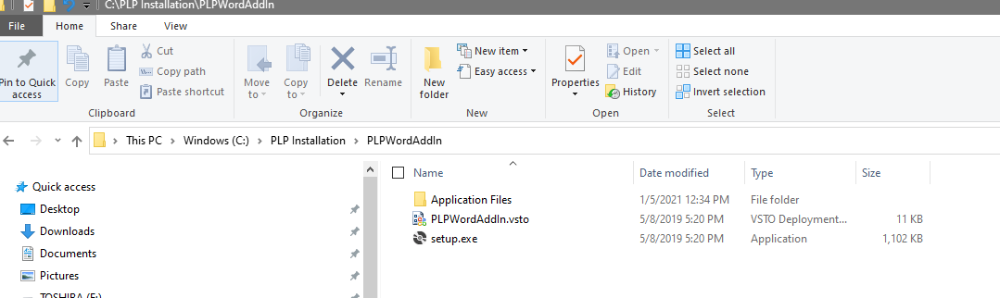 C:\PLP Installation\PLPWordAddIn
File Home Share View
Pin to Quick access
Copy
Paste
Cut
Copy path
Paste shortcut
Clipboard
Move to
Copy to
Delete
Rename
Organize
New folder
New item
Easy access
New
Properties
Open
Edit
History
Open
Select all
Select none
Invert selection
Select
This PC > Windows (C:) > PLP Installation > PLPWordAddIn
Quick access
Desktop
Downloads
Documents
Pictures
TOSHIBA (F:)
Name Date modified Type Size
Application Files 1/5/2021 12:34 PM File folder
PLPWordAddIn.vsto 5/8/2019 5:20 PM VSTO Deployment... 11 KB
setup.exe 5/8/2019 5:20 PM Application 1,102 KB